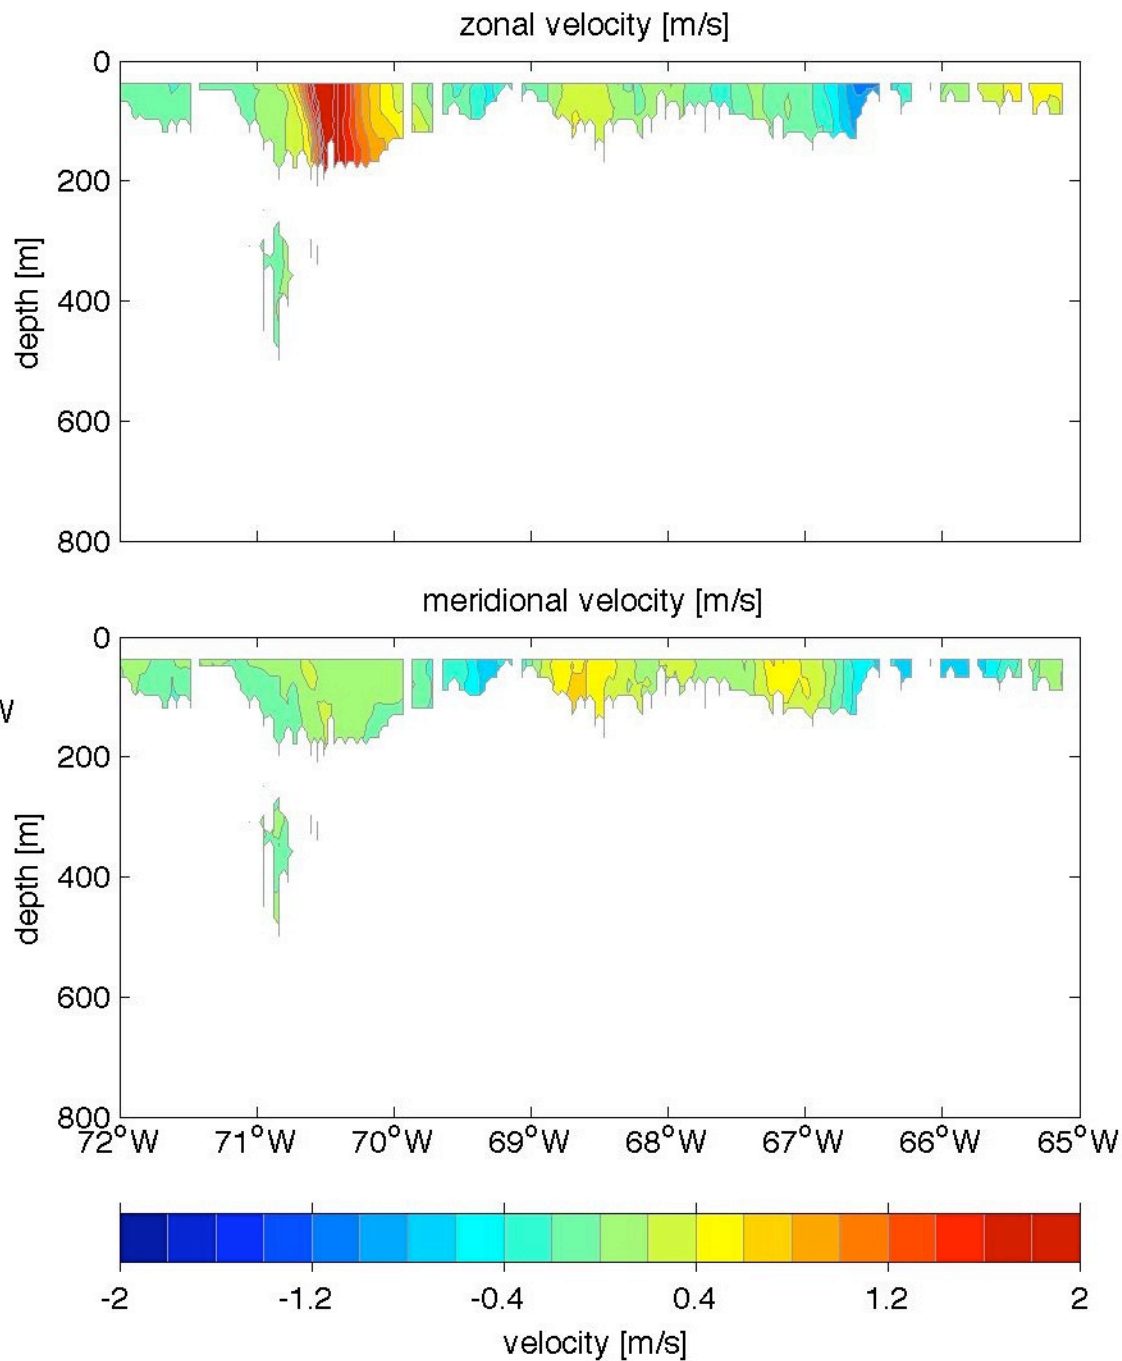 zonal velocity [m/s]
0
200
400
600
800
depth [m]
meridional velocity [m/s]
0
200
400
600
800
depth [m]
W
72°W 71°W 70°W 69°W 68°W 67°W 66°W 65°W
-2 -1.2 -0.4 0.4 1.2 2
velocity [m/s]